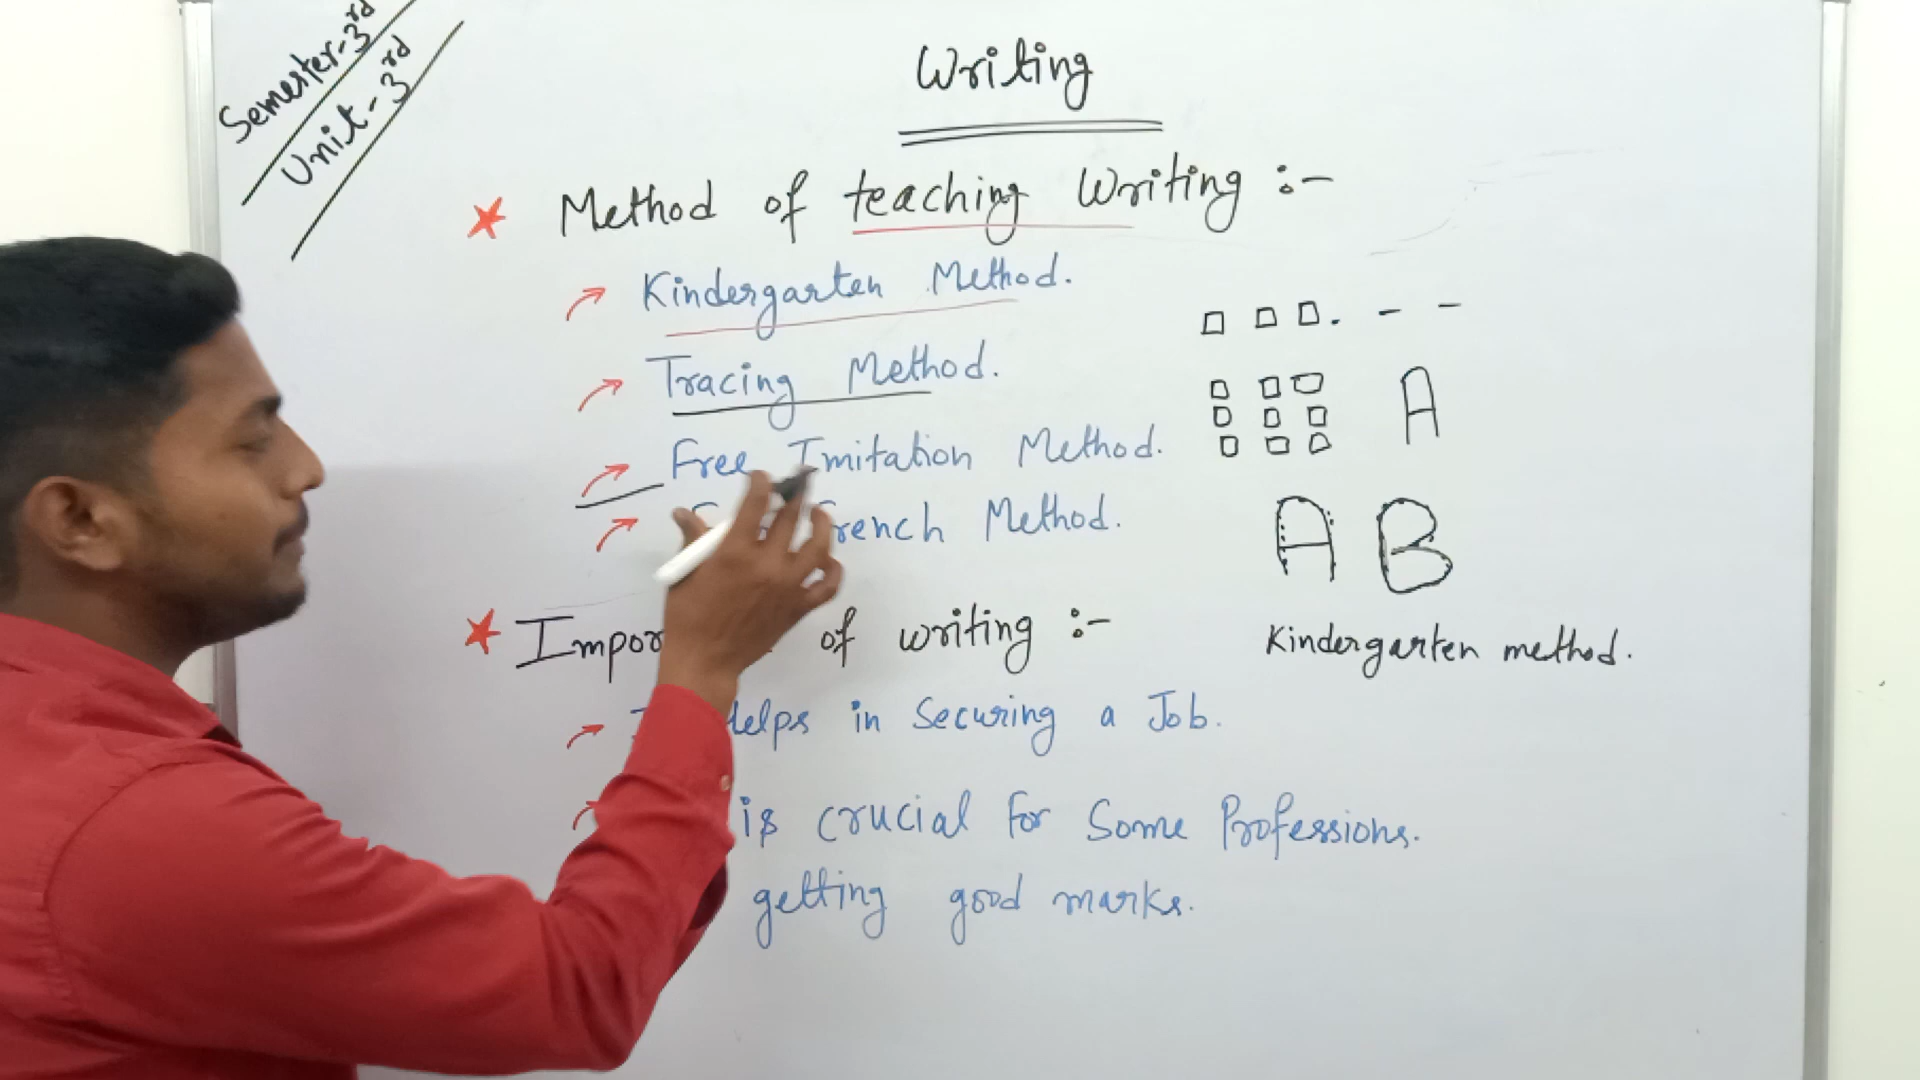 Semester-3rd
Unit-3rd
Writing
Method of teaching Writing :-
Kindergarten Method.
Tracing Method.
Free Imitation Method.
French Method.
A
A B
Kindergarten method.
of writing :-
Helps in Securing a Job.
is crucial for Some Professions.
getting good marks.